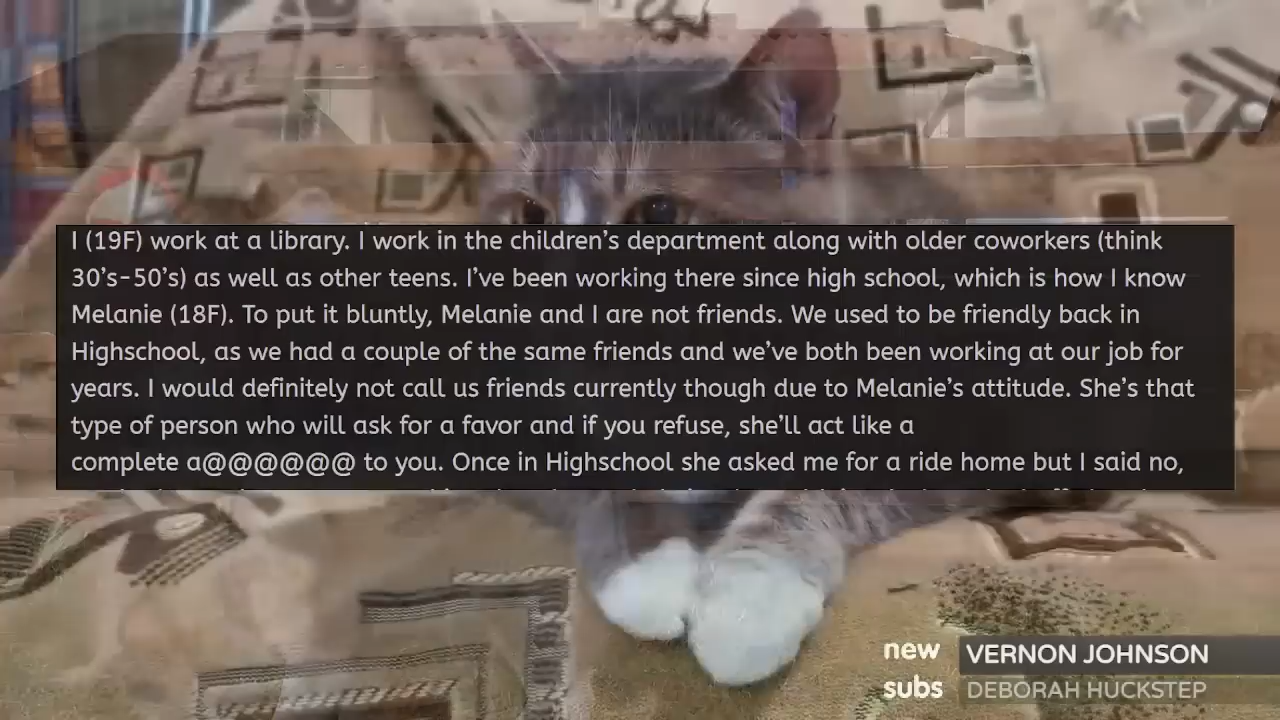 I (19F) work at a library. I work in the children’s department along with older coworkers (think
30’s-50’s) as well as other teens. I’ve been working there since high school, which is how I know
Melanie (18F). To put it bluntly, Melanie and I are not friends. We used to be friendly back in
Highschool, as we had a couple of the same friends and we’ve both been working at our job for
years. I would definitely not call us friends currently though due to Melanie’s attitude. She’s that
type of person who will ask for a favor and if you refuse, she’ll act like a
complete a@@@@@@ to you. Once in Highschool she asked me for a ride home but I said no,
new VERNON JOHNSON
subs DEBORAH HUCKSTEP